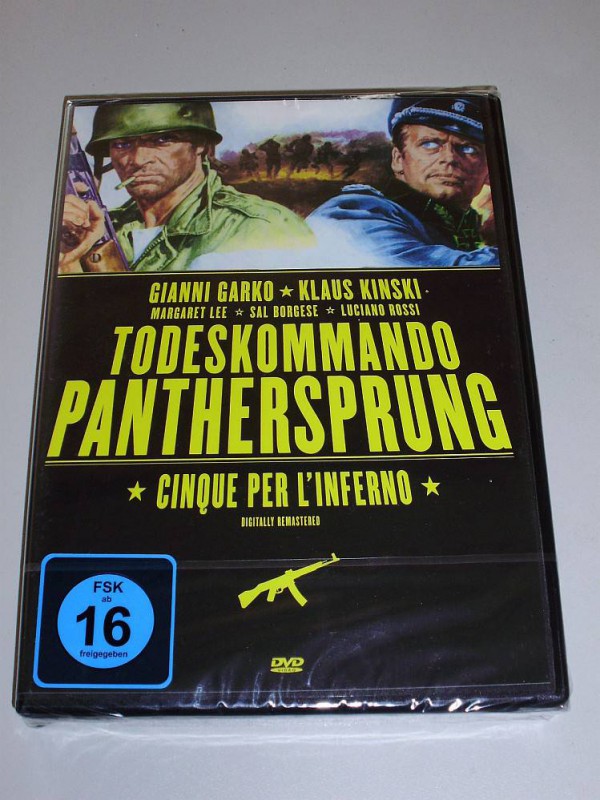 GIANNI GARKO ★ KLAUS KINSKI
MARGARET LEE ☆ SAL BORGESE ☆ LUCIANO ROSSI
TODESKOMMANDO
PANTHERSPRUNG
★ CINQUE PER L'INFERNO ★
DIGITALLY REMASTERED
FSK
ab
16
freigegeben
DVD
VIDEO